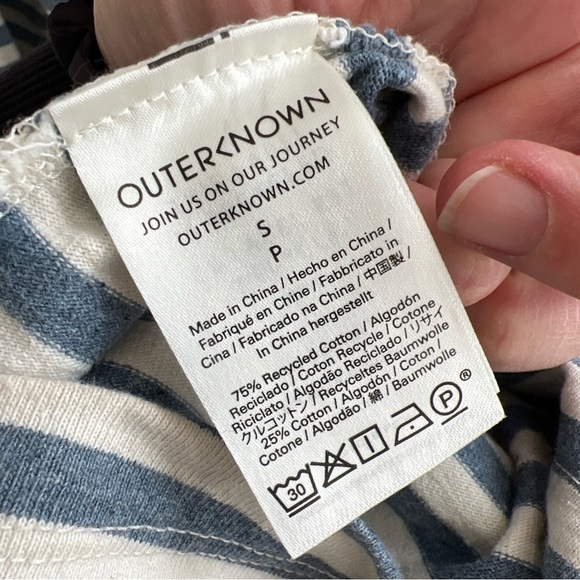 OUTERKNOWN
JOIN US ON OUR JOURNEY
OUTERKNOWN.COM
S
P
Made in China / Hecho en China /
Fabriqué en Chine / Fabbricato in
Cina / Fabricado na China / 中国製 /
In China hergestellt
75% Recycled Cotton / Algodón
Reciclado / Coton Recycle / Cotone
Riciclato / Algodão Reciclado / リサイ
クルコットン / Recyceltes Baumwolle
25% Cotton / Algodón / Coton /
Cotone / Algodão / 綿 / Baumwolle
30 P ®